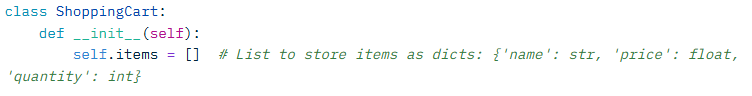 class ShoppingCart:
    def __init__(self):
        self.items = []  # List to store items as dicts: {'name': str, 'price': float,
'quantity': int}